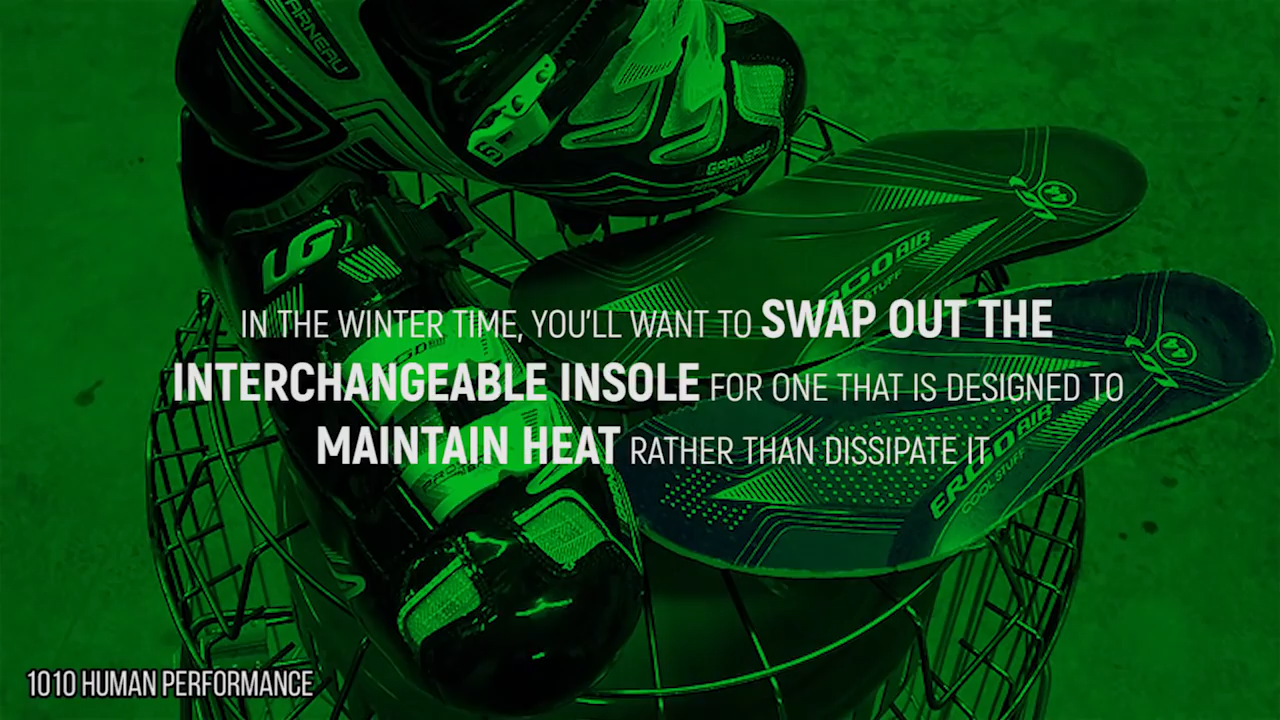 GARNEAU
GARNEAU
LG
ERGO AIR
STUFF
IN THE WINTER TIME, YOU'LL WANT TO SWAP OUT THE
INTERCHANGEABLE INSOLE FOR ONE THAT IS DESIGNED TO
MAINTAIN HEAT RATHER THAN DISSIPATE IT
ERGO AIR
COOL STUFF
1010 HUMAN PERFORMANCE